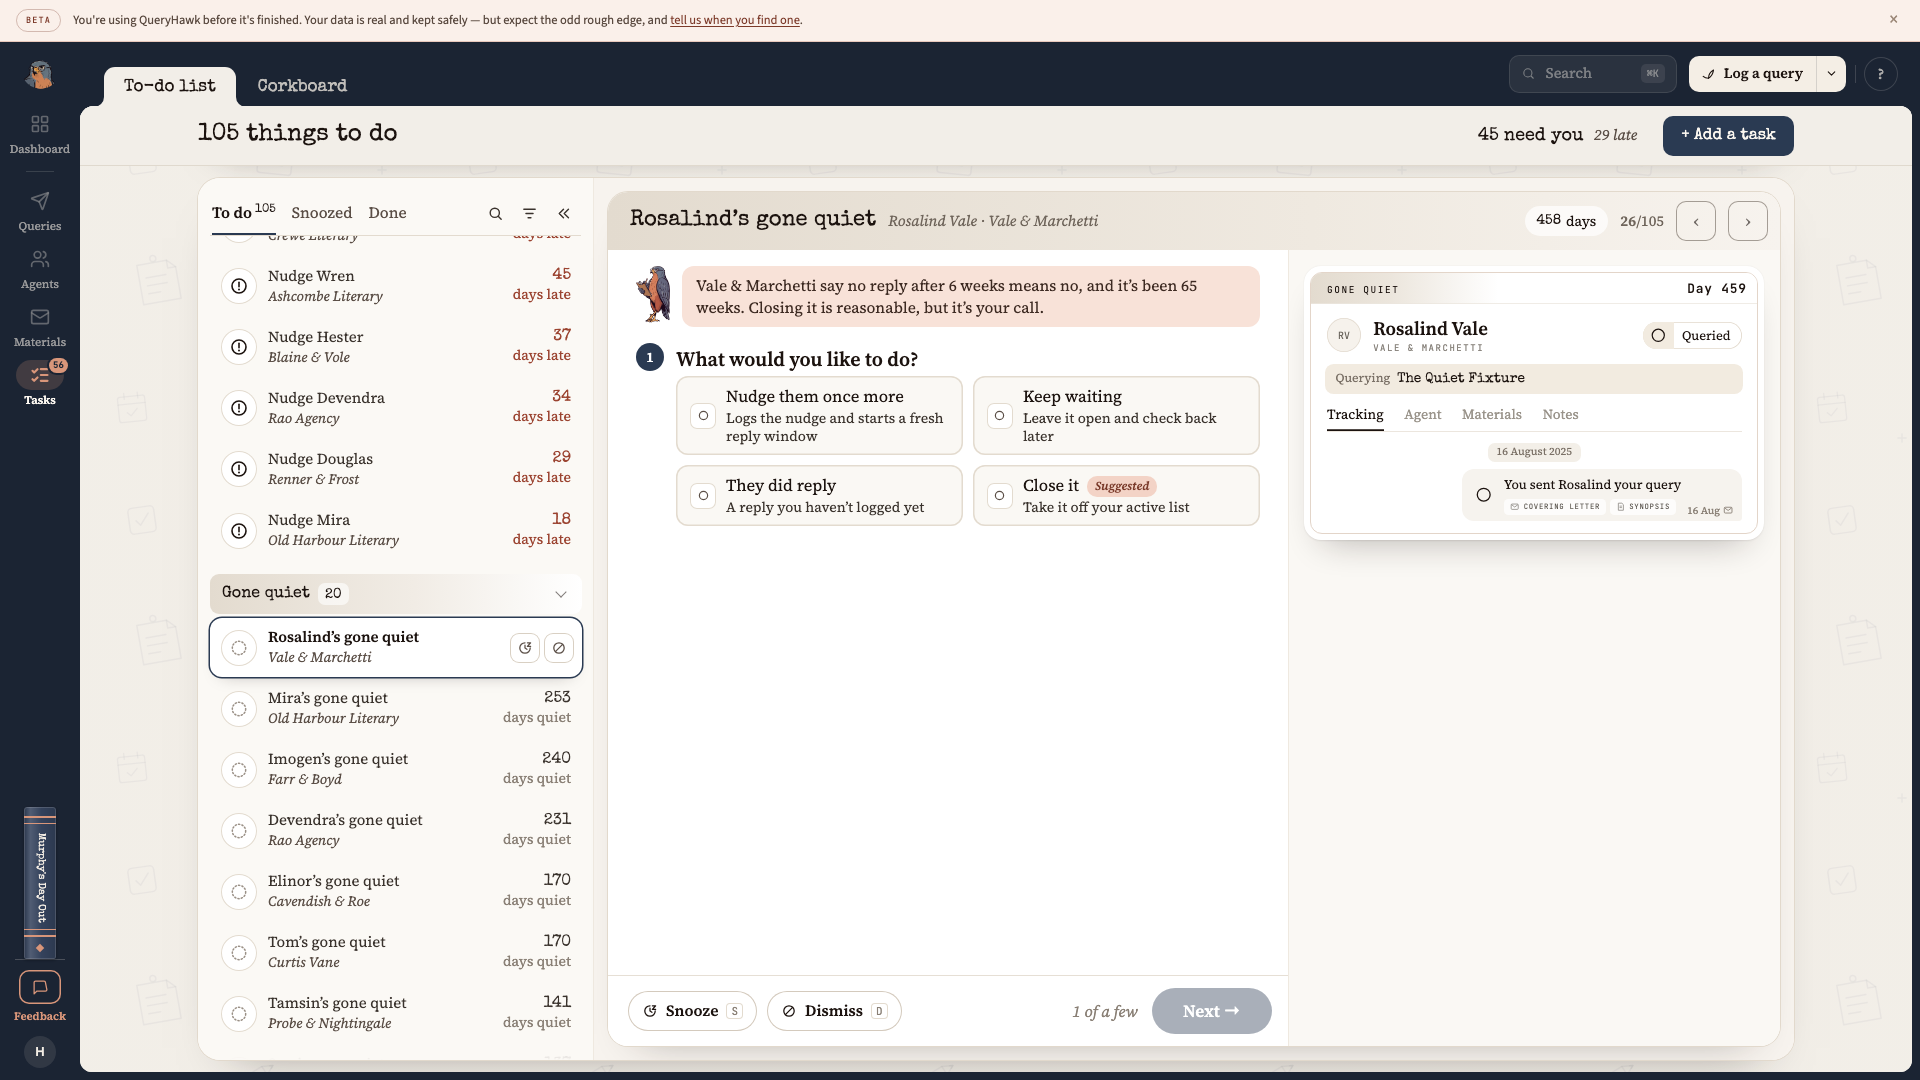 BETA
You're using QueryHawk before it's finished. Your data is real and kept safely — but expect the odd rough edge, and tell us when you find one.
×
To-do list
Corkboard
Search
⌘K
Log a query
?
Dashboard
Queries
Agents
Materials
56
Tasks
Murphy's Day Out
Feedback
H
105 things to do
45 need you
29 late
+ Add a task
To do 105
Snoozed
Done
Crewe Literary
days late
Nudge Wren
Ashcombe Literary
45
days late
Nudge Hester
Blaine & Vole
37
days late
Nudge Devendra
Rao Agency
34
days late
Nudge Douglas
Renner & Frost
29
days late
Nudge Mira
Old Harbour Literary
18
days late
Gone quiet 20
Rosalind's gone quiet
Vale & Marchetti
Mira's gone quiet
Old Harbour Literary
253
days quiet
Imogen's gone quiet
Farr & Boyd
240
days quiet
Devendra's gone quiet
Rao Agency
231
days quiet
Elinor's gone quiet
Cavendish & Roe
170
days quiet
Tom's gone quiet
Curtis Vane
170
days quiet
Tamsin's gone quiet
Probe & Nightingale
141
days quiet
Rosalind's gone quiet
Rosalind Vale · Vale & Marchetti
458 days
26/105
‹
›
Vale & Marchetti say no reply after 6 weeks means no, and it's been 65
weeks. Closing it is reasonable, but it's your call.
1
What would you like to do?
Nudge them once more
Logs the nudge and starts a fresh
reply window
Keep waiting
Leave it open and check back
later
They did reply
A reply you haven't logged yet
Close it Suggested
Take it off your active list
Snooze S
Dismiss D
1 of a few
Next →
GONE QUIET
Day 459
RV
Rosalind Vale
VALE & MARCHETTI
Queried
Querying The Quiet Fixture
Tracking
Agent
Materials
Notes
16 August 2025
You sent Rosalind your query
COVERING LETTER
SYNOPSIS
16 Aug